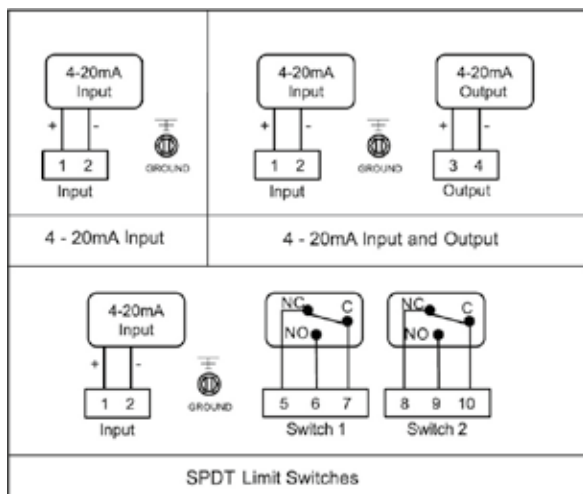 4-20mA
Input
+ -
1 2
Input
GROUND
4 - 20mA Input
4-20mA
Input
+ -
1 2
Input
GROUND
4-20mA
Output
+ -
3 4
Output
4 - 20mA Input and Output
4-20mA
Input
+ -
1 2
Input
GROUND
NC C
NO
5 6 7
Switch 1
NC C
NO
8 9 10
Switch 2
SPDT Limit Switches